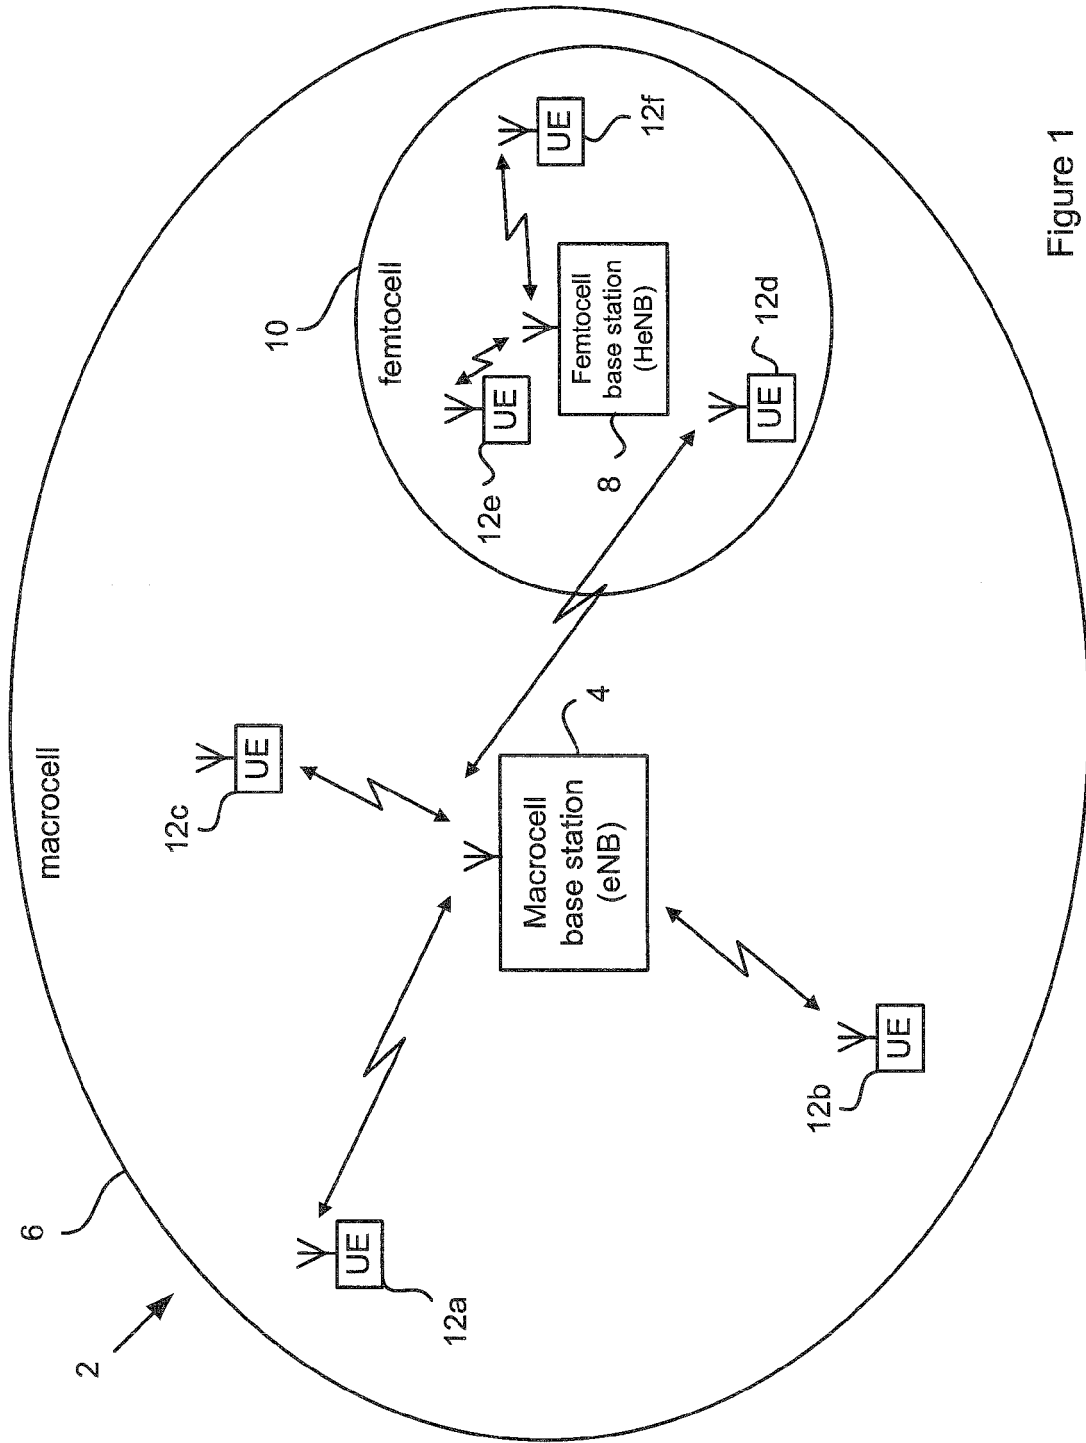 2
6
macrocell
10
femtocell
12a
UE
12c
UE
12e
UE
UE
12f
Femtocell
base station
(HeNB)
8
Macrocell
base station
(eNB)
4
UE
12d
12b
UE
Figure 1